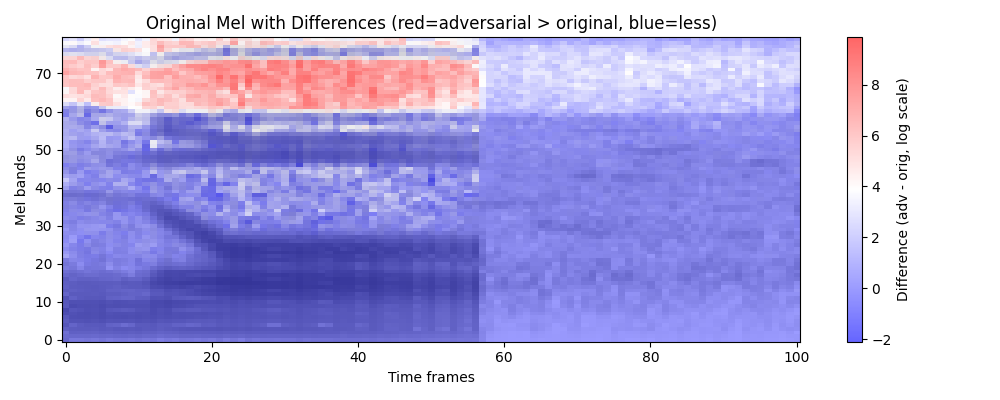 Original Mel with Differences (red=adversarial > original, blue=less)
Mel bands
70
60
50
40
30
20
10
0
0 20 40 60 80 100
Time frames
8
6
4
2
0
−2
Difference (adv - orig, log scale)